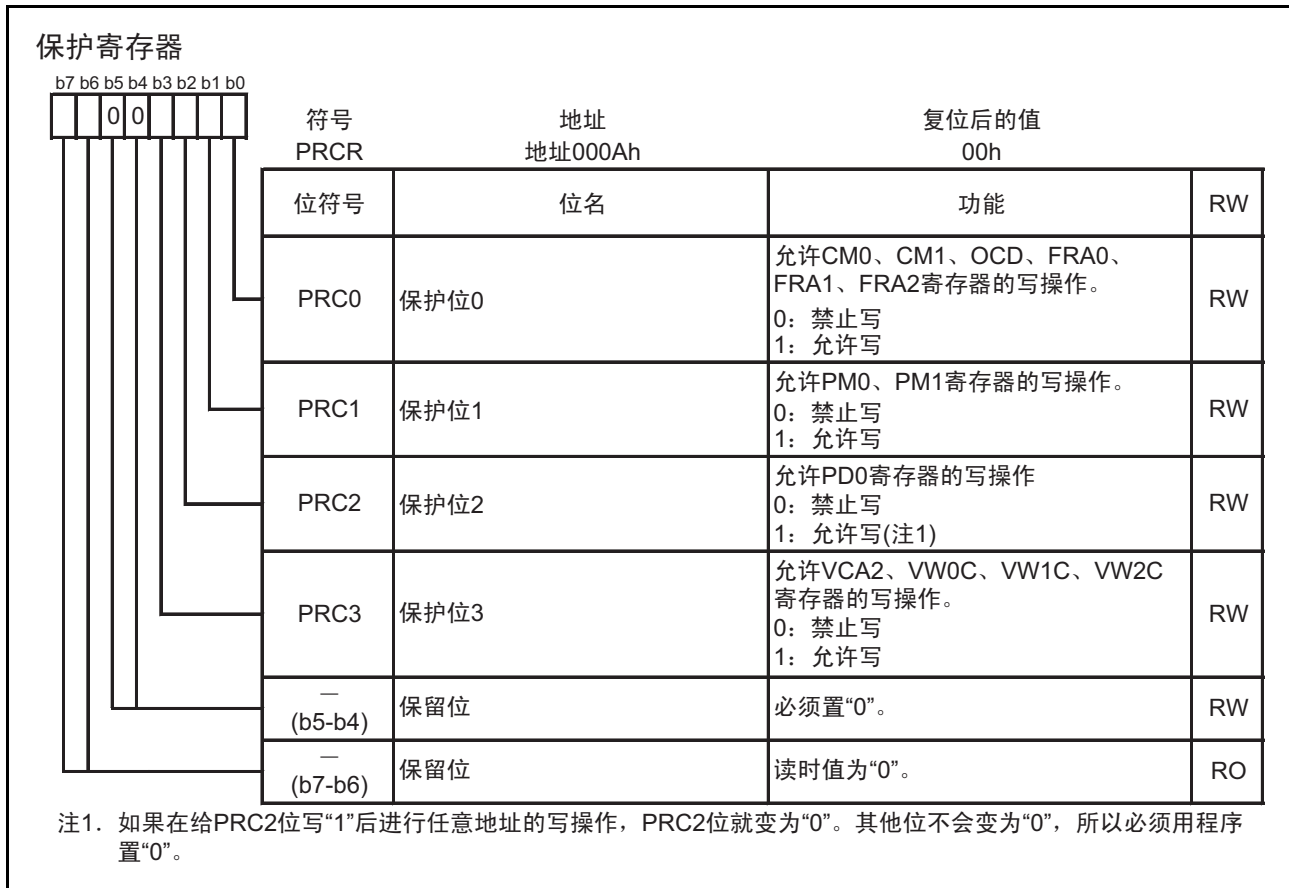 保护寄存器
b7 b6 b5 b4 b3 b2 b1 b0
0 0
符号 地址 复位后的值
PRCR 地址000Ah 00h
位符号 位名 功能 RW
PRC0 保护位0 允许CM0、CM1、OCD、FRA0、
FRA1、FRA2寄存器的写操作。
0：禁止写
1：允许写
RW
PRC1 保护位1 允许PM0、PM1寄存器的写操作。
0：禁止写
1：允许写
RW
PRC2 保护位2 允许PD0寄存器的写操作
0：禁止写
1：允许写(注1)
RW
PRC3 保护位3 允许VCA2、VW0C、VW1C、VW2C
寄存器的写操作。
0：禁止写
1：允许写
RW
—
(b5-b4) 保留位 必须置“0”。 RW
—
(b7-b6) 保留位 读时值为“0”。 RO
注1. 如果在给PRC2位写“1”后进行任意地址的写操作，PRC2位就变为“0”。其他位不会变为“0”，所以必须用程序
置“0”。